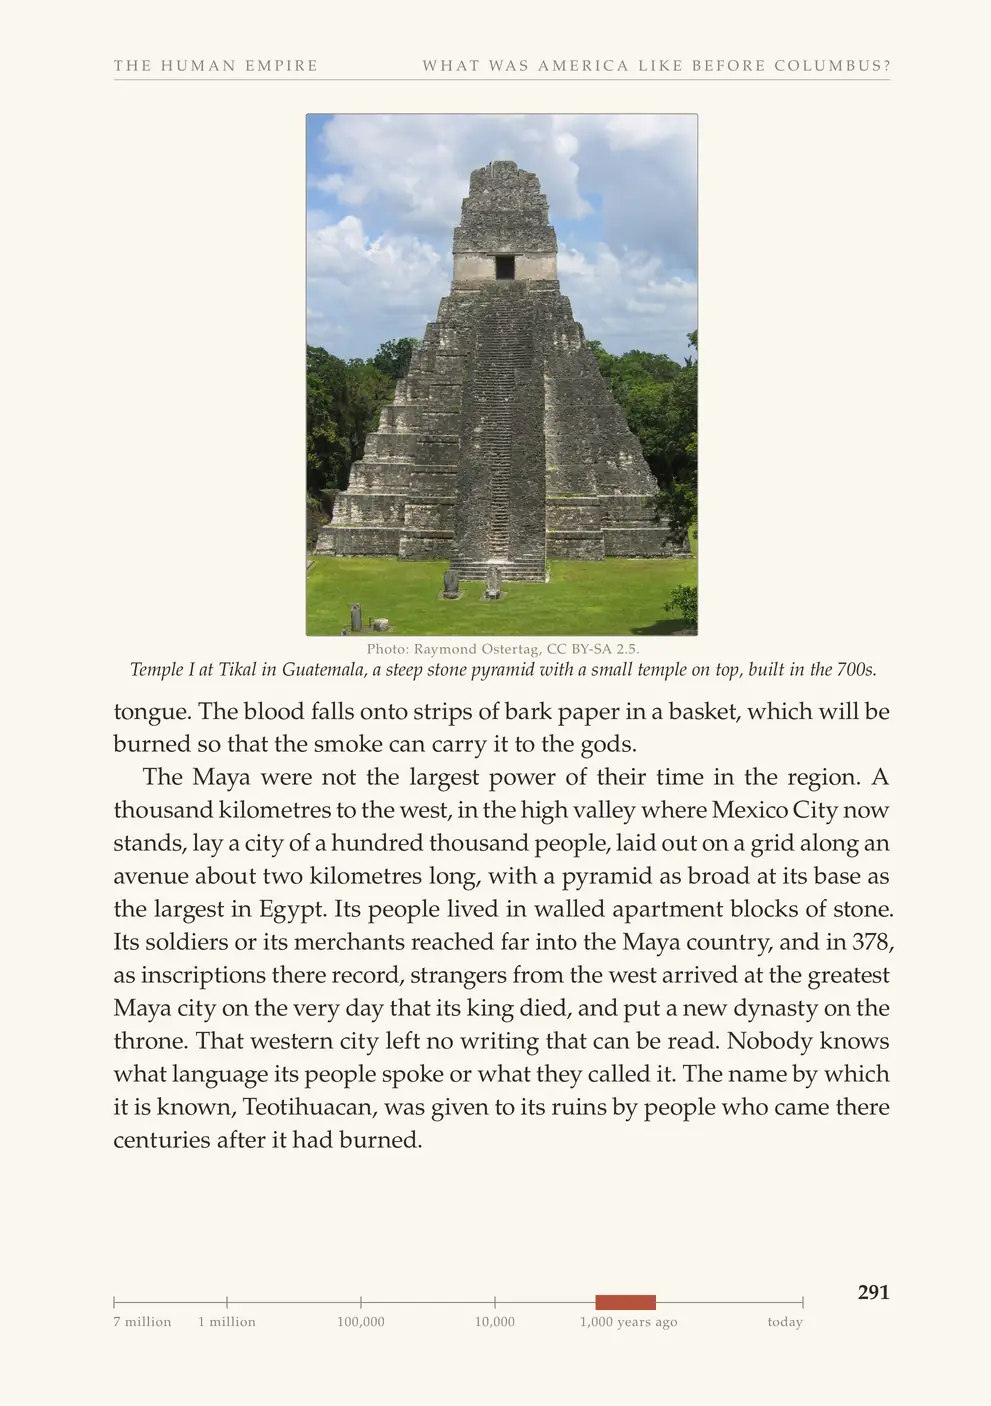 THE HUMAN EMPIRE
WHAT WAS AMERICA LIKE BEFORE COLUMBUS?
Photo: Raymond Ostertag, CC BY-SA 2.5.
Temple I at Tikal in Guatemala, a steep stone pyramid with a small temple on top, built in the 700s.
tongue. The blood falls onto strips of bark paper in a basket, which will be
burned so that the smoke can carry it to the gods.
The Maya were not the largest power of their time in the region. A
thousand kilometres to the west, in the high valley where Mexico City now
stands, lay a city of a hundred thousand people, laid out on a grid along an
avenue about two kilometres long, with a pyramid as broad at its base as
the largest in Egypt. Its people lived in walled apartment blocks of stone.
Its soldiers or its merchants reached far into the Maya country, and in 378,
as inscriptions there record, strangers from the west arrived at the greatest
Maya city on the very day that its king died, and put a new dynasty on the
throne. That western city left no writing that can be read. Nobody knows
what language its people spoke or what they called it. The name by which
it is known, Teotihuacan, was given to its ruins by people who came there
centuries after it had burned.
291
7 million 1 million 100,000 10,000 1,000 years ago today